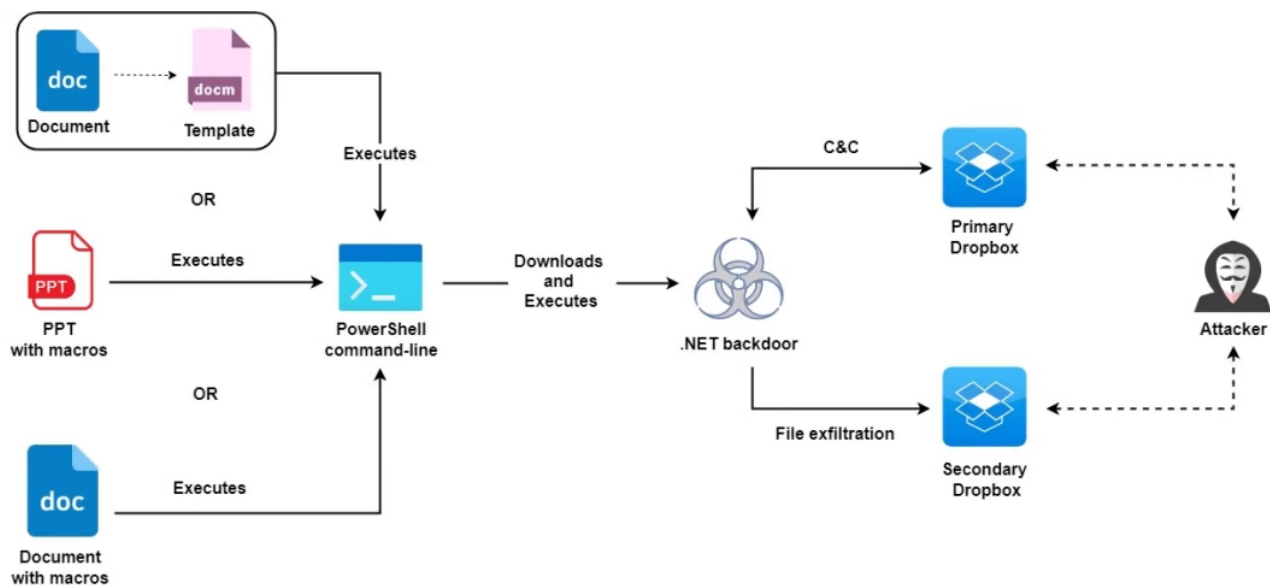 doc
docm
Document
Template
Executes
OR
PPT
PPT
with macros
Executes
>_
PowerShell
command-line
Downloads
and
Executes
.NET backdoor
C&C
Primary
Dropbox
Attacker
File exfiltration
Secondary
Dropbox
OR
doc
Document
with macros
Executes